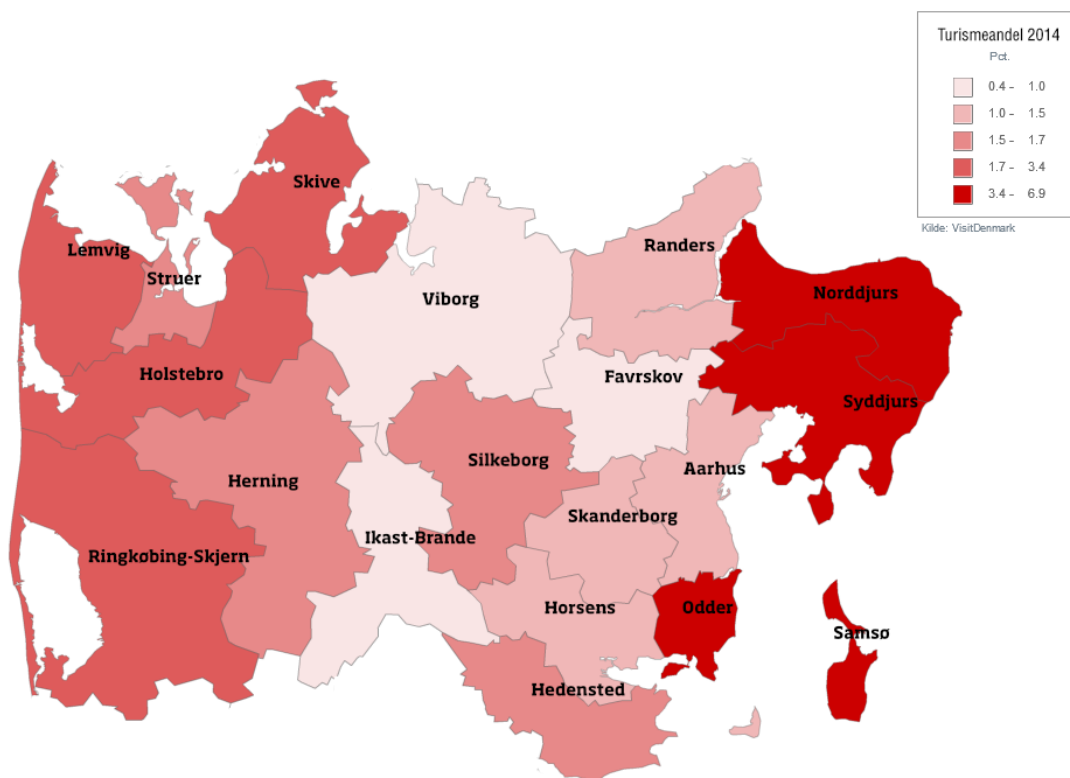 Turismeandel 2014
Pct.
0.4 - 1.0
1.0 - 1.5
1.5 - 1.7
1.7 - 3.4
3.4 - 6.9
Kilde: VisitDenmark
Skive
Lemvig
Struer
Randers
Viborg
Norddjurs
Holstebro
Favrskov
Syddjurs
Silkeborg
Aarhus
Herning
Skanderborg
Ikast-Brande
Ringkøbing-Skjern
Horsens
Odder
Samsø
Hedensted